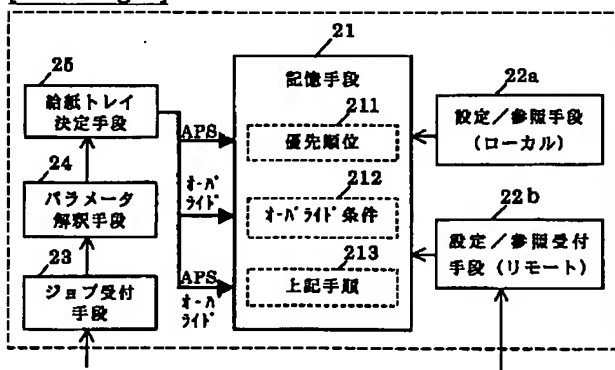 25
給紙トレイ
決定手段
24
パラメータ
解釈手段
23
ジョブ受付
手段
APS
オーバ
ライド
APS
オーバ
ライド
21
記憶手段
211
優先順位
212
オーバライド条件
213
上記手順
22a
設定/参照手段
(ローカル)
22b
設定/参照受付
手段(リモート)